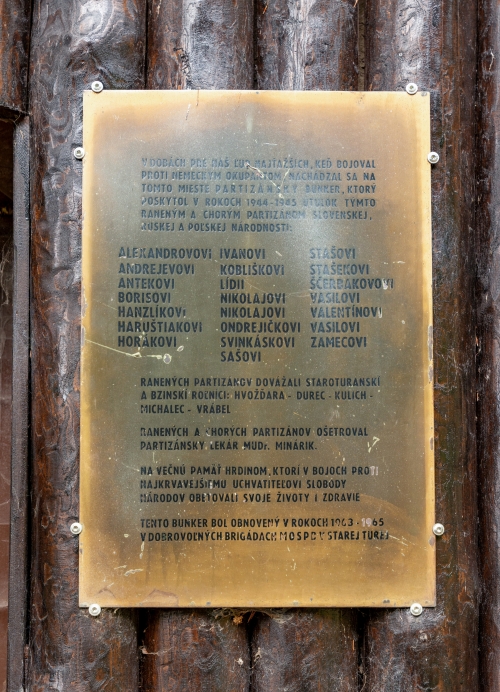 V DOBÁCH PRE NÁŠ ĽUD NAJŤAŽŠÍCH, KEĎ BOJOVAL
PROTI NEMECKÝM OKUPANTOM, NACHÁDZAL SA NA
TOMTO MIESTE PARTIZÁNSKY BUNKER, KTORÝ
POSKYTOL V ROKOCH 1944-1945 ÚTULOK TÝMTO
RANENÝM A CHORÝM PARTIZÁNOM SLOVENSKEJ,
RUSKEJ A POĽSKEJ NÁRODNOSTI:
ALEXANDROVOVI IVANOVI STAŠOVI
ANDREJEVOVI KOBLIŠKOVI STAŠEKOVI
ANTEKOVI LÍDII ŠČERBAKOVOVI
BORISOVI NIKOLAJOVI VASILOVI
HANZLÍKOVI NIKOLAJOVI VALENTÍNOVI
HARUŠTIAKOVI ONDREJIČKOVI VASILOVI
HORÁKOVI SVINKÁSKOVI ZAMECOVI
SAŠOVI
RANENÝCH PARTIZÁNOV DOVÁŽALI STAROTURANSKÍ
A BZINSKÍ ROĽNÍCI: HVOŽĎARA - DUREC - KULICH -
MICHALEC - VRÁBEL
RANENÝCH A CHORÝCH PARTIZÁNOV OŠETROVAL
PARTIZÁNSKY LEKÁR MUDr. MINÁRIK.
NA VEČNÚ PAMÄŤ HRDINOM, KTORÍ V BOJOCH PROTI
NAJKRVAVEJŠIEMU UCHVATITEĽOVI SLOBODY
NÁRODOV OBETOVALI SVOJE ŽIVOTY I ZDRAVIE
TENTO BUNKER BOL OBNOVENÝ V ROKOCH 1963-1965
V DOBROVOĽNÝCH BRIGÁDACH MO SPB V STAREJ TUREJ